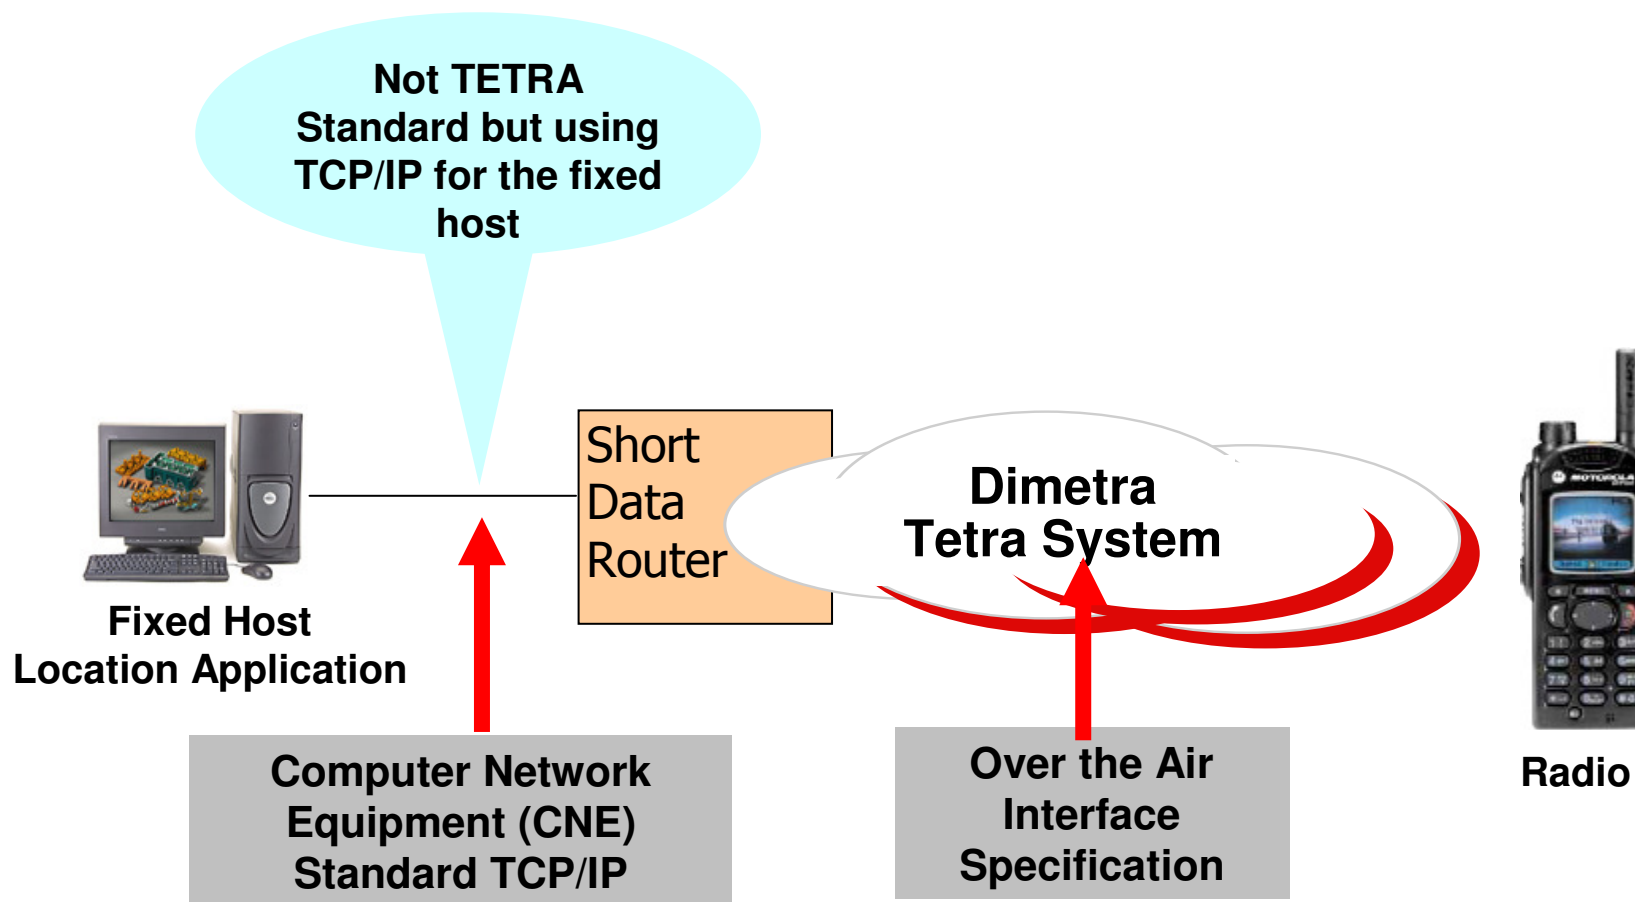 Not TETRA
Standard but using
TCP/IP for the fixed
host
Short
Data
Router
Dimetra
Tetra System
MOTOROLA
Fixed Host
Location Application
Computer Network
Equipment (CNE)
Standard TCP/IP
Over the Air
Interface
Specification
Radio